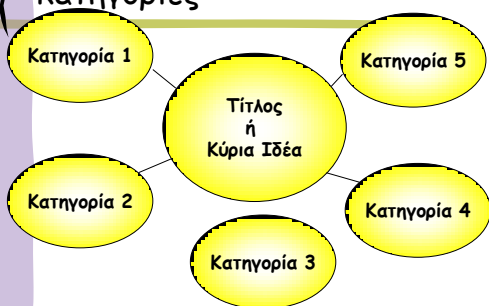 Κατηγορίες
Κατηγορία 1
Κατηγορία 5
Τίτλος
ή
Κύρια Ιδέα
Κατηγορία 2
Κατηγορία 4
Κατηγορία 3